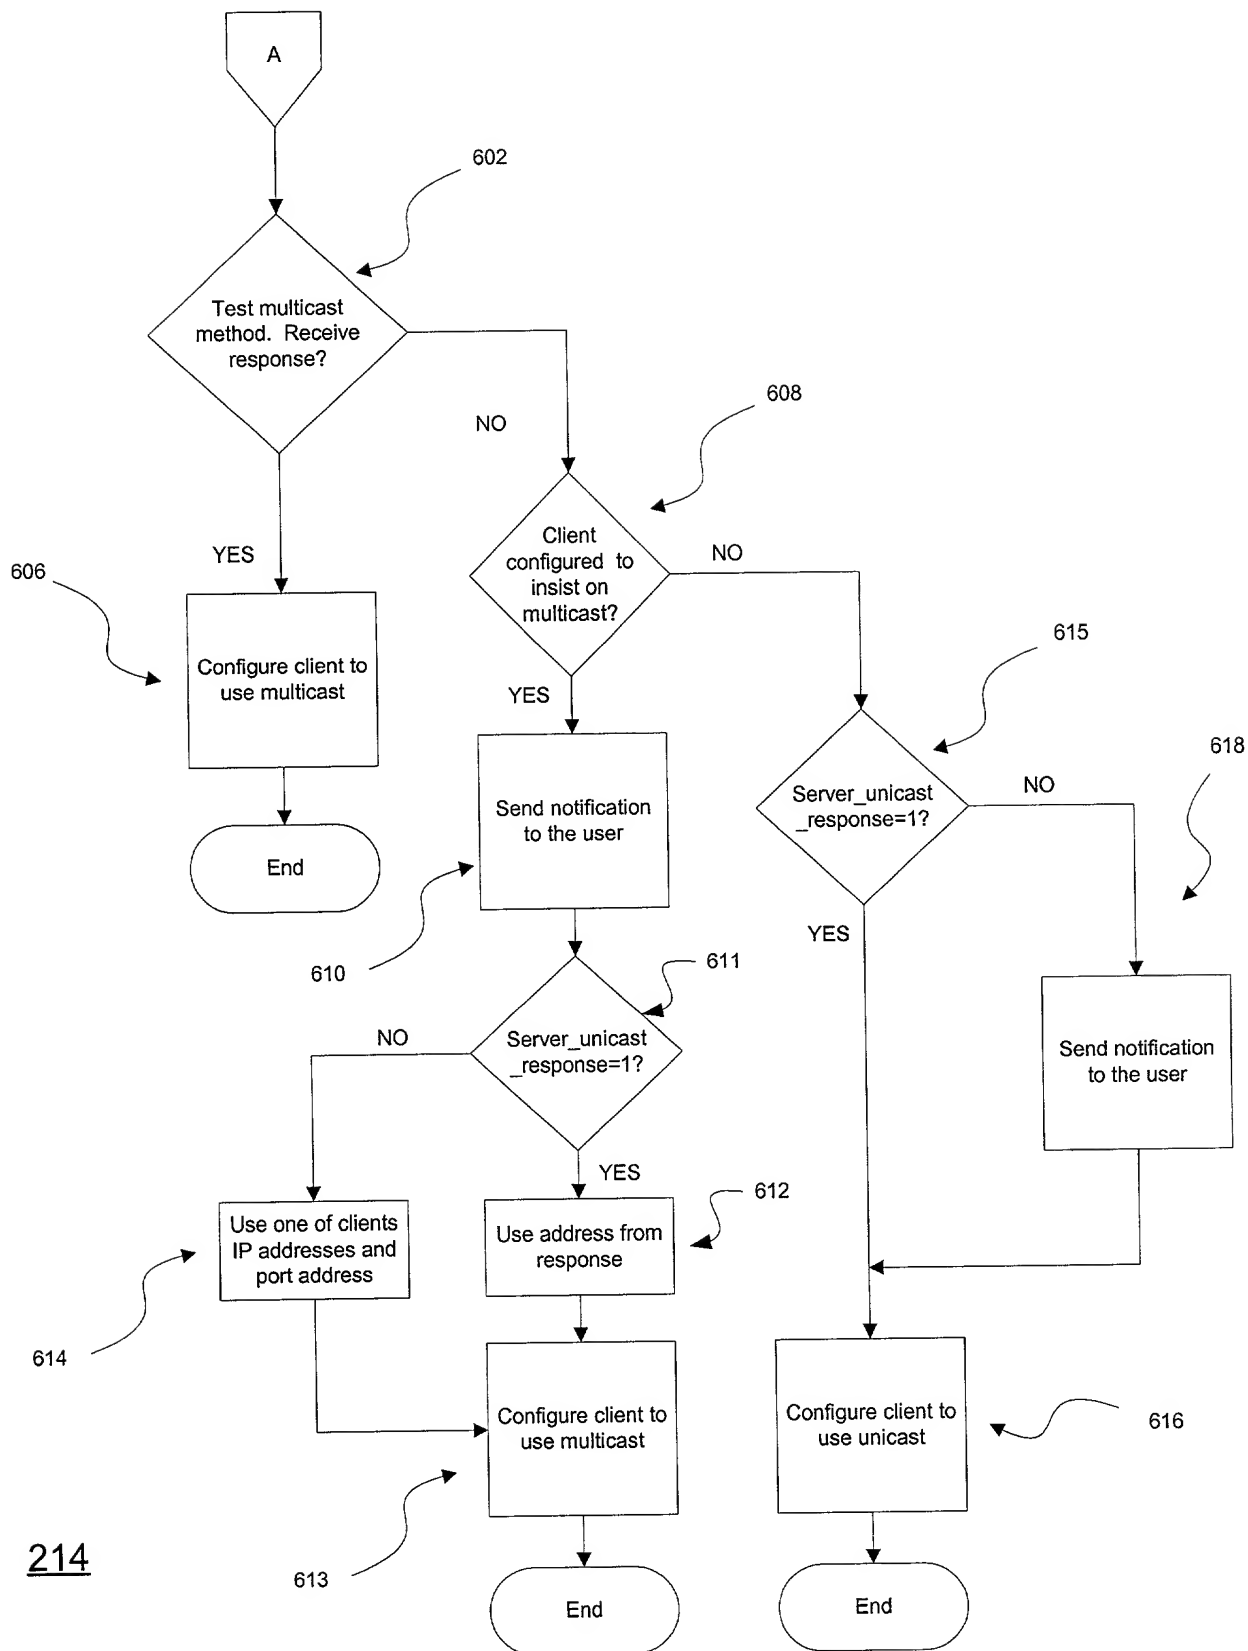 A
602
Test multicast
method. Receive
response?
NO
608
YES
606
Client
configured to
insist on
multicast?
NO
Configure client to
use multicast
YES
615
End
Send notification
to the user
Server_unicast
_response=1?
NO
618
YES
610
611
NO
Server_unicast
_response=1?
Send notification
to the user
YES
612
Use one of clients
IP addresses and
port address
Use address from
response
614
Configure client to
use multicast
Configure client to
use unicast
616
214
613
End
End